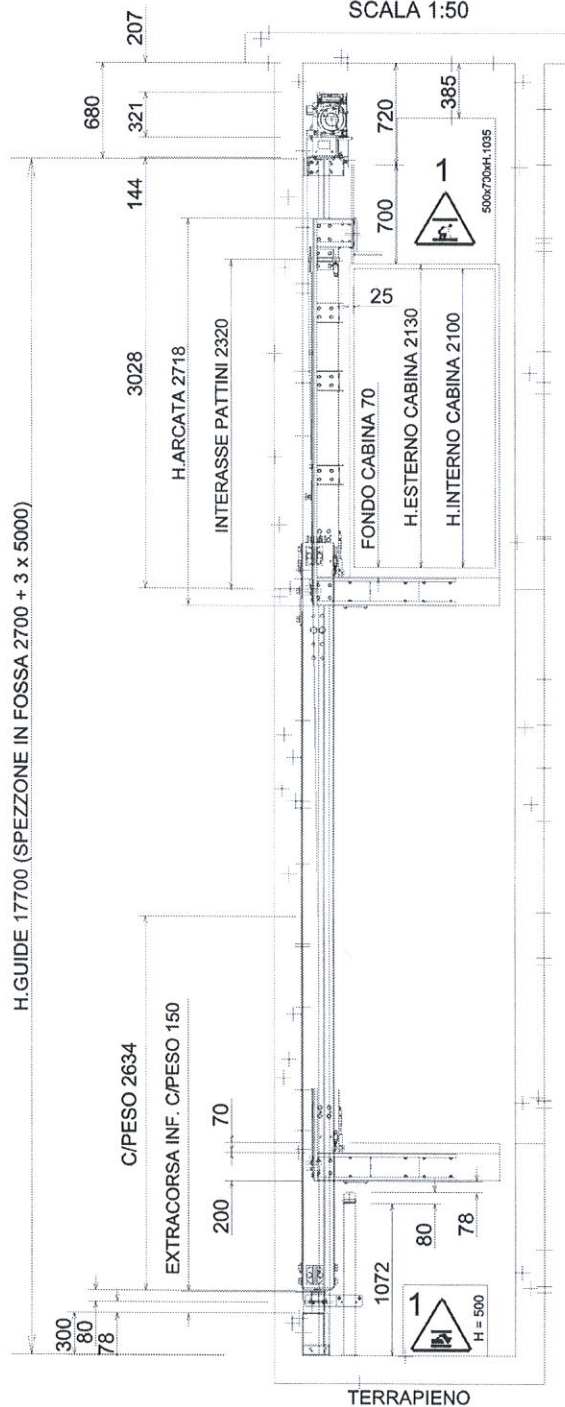 SCALA 1:50
207
680
321
720
385
144
700
1
500x700xH.1035
H.GUIDE 17700 (SPEZZONE IN FOSSA 2700 + 3 x 5000)
3028
H.ARCATA 2718
INTERASSE PATTINI 2320
25
FONDO CABINA 70
H.ESTERNO CABINA 2130
H.INTERNO CABINA 2100
C/PESO 2634
EXTRACORSA INF. C/PESO 150
70
200
80
78
1072
300
80
78
1
H = 500
TERRAPIENO